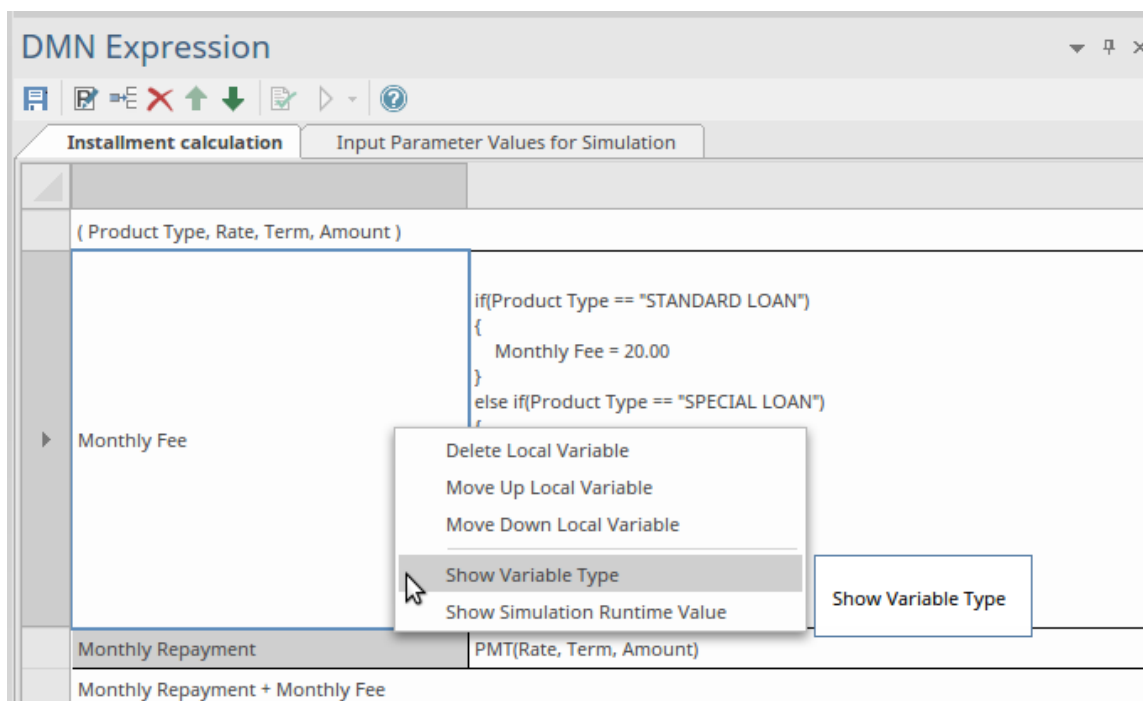 DMN Expression
Installment calculation
Input Parameter Values for Simulation
( Product Type, Rate, Term, Amount )
Monthly Fee
if(Product Type == "STANDARD LOAN")
{
Monthly Fee = 20.00
}
else if(Product Type == "SPECIAL LOAN")
{
Delete Local Variable
Move Up Local Variable
Move Down Local Variable
Show Variable Type
Show Simulation Runtime Value
Show Variable Type
Monthly Repayment
PMT(Rate, Term, Amount)
Monthly Repayment + Monthly Fee